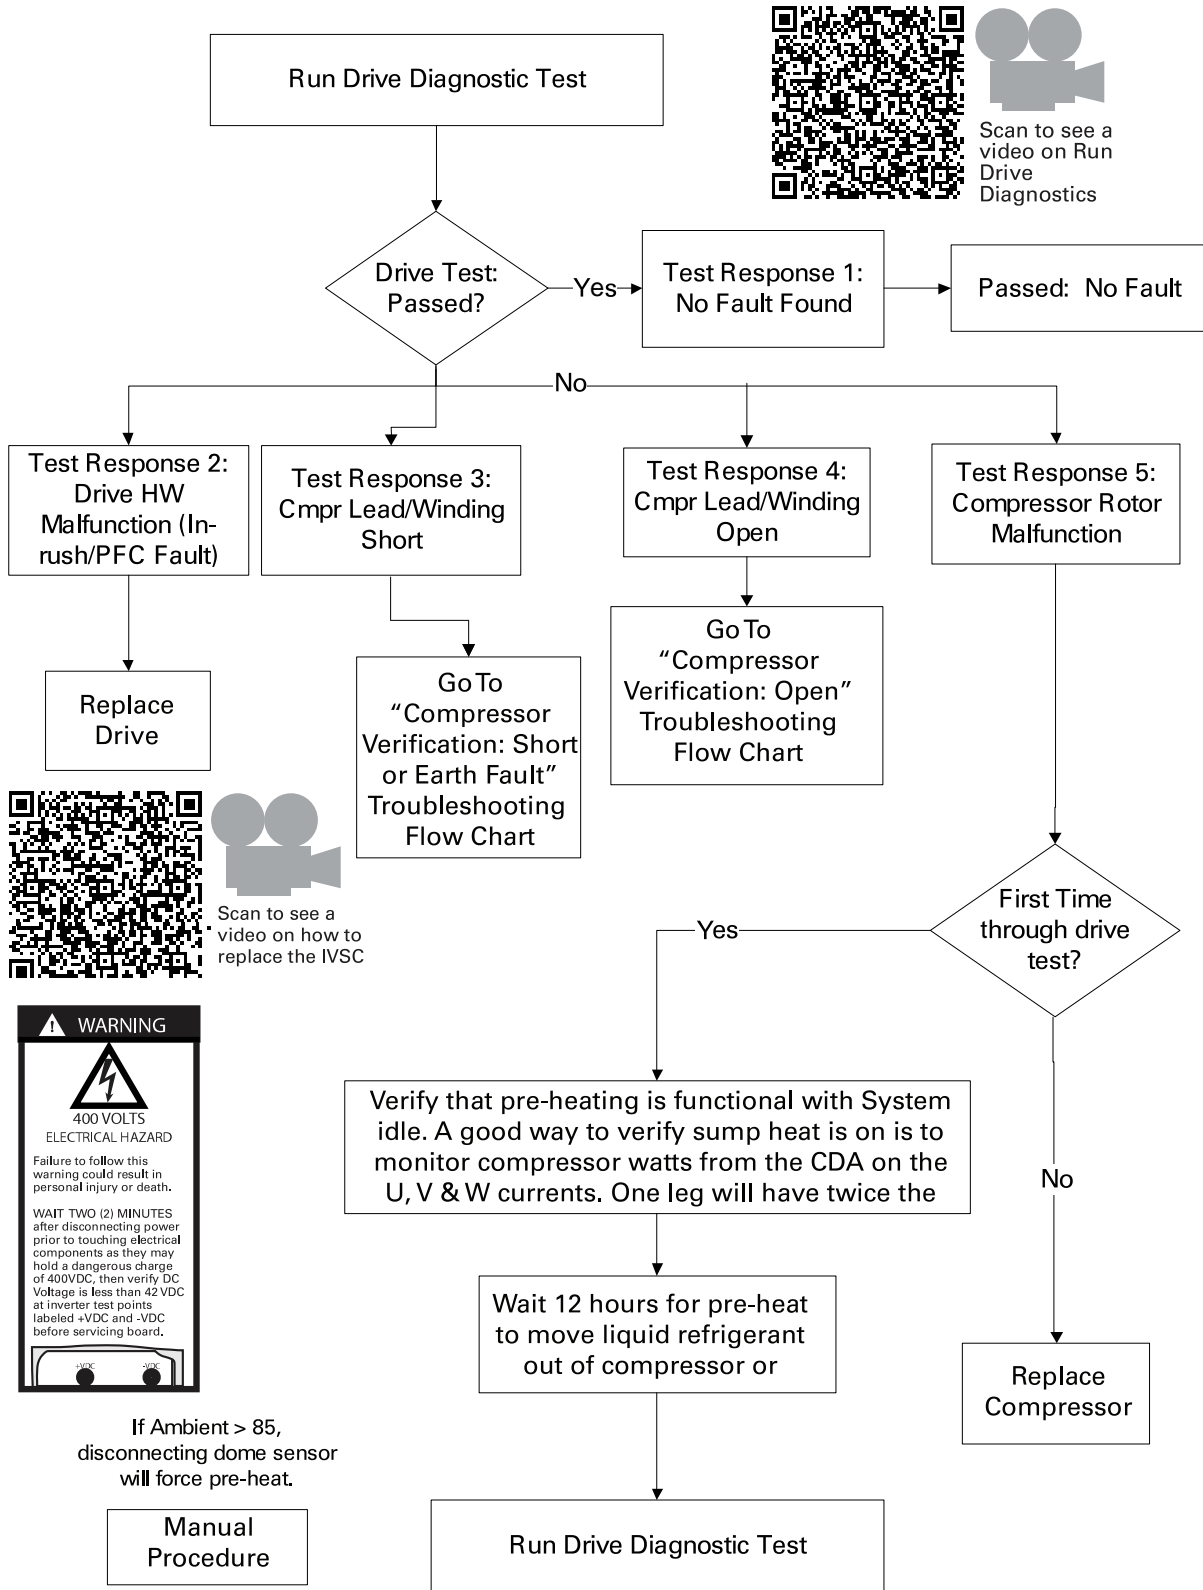 Run Drive Diagnostic Test
Scan to see a
video on Run
Drive
Diagnostics
Drive Test:
Passed?
Yes
Test Response 1:
No Fault Found
Passed: No Fault
No
Test Response 2:
Drive HW
Malfunction (In-
rush/PFC Fault)
Test Response 3:
Cmpr Lead/Winding
Short
Test Response 4:
Cmpr Lead/Winding
Open
Test Response 5:
Compressor Rotor
Malfunction
Replace
Drive
Go To
“Compressor
Verification: Short
or Earth Fault”
Troubleshooting
Flow Chart
Go To
“Compressor
Verification: Open”
Troubleshooting
Flow Chart
Scan to see a
video on how to
replace the IVSC
First Time
through drive
test?
Yes
No
WARNING
400 VOLTS
ELECTRICAL HAZARD
Failure to follow this
warning could result in
personal injury or death.
WAIT TWO (2) MINUTES
after disconnecting power
prior to touching electrical
components as they may
hold a dangerous charge
of 400VDC, then verify DC
Voltage is less than 42 VDC
at inverter test points
labeled +VDC and -VDC
before servicing board.
+VDC -VDC
Verify that pre-heating is functional with System
idle. A good way to verify sump heat is on is to
monitor compressor watts from the CDA on the
U, V & W currents. One leg will have twice the
Wait 12 hours for pre-heat
to move liquid refrigerant
out of compressor or
Replace
Compressor
If Ambient > 85,
disconnecting dome sensor
will force pre-heat.
Manual
Procedure
Run Drive Diagnostic Test